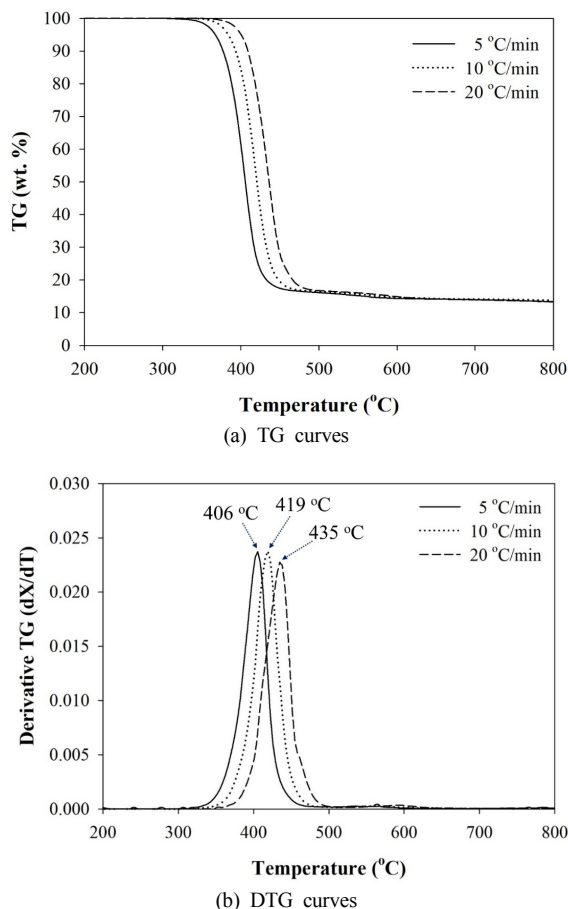 100
90
80
70
60
50
40
30
20
10
0
TG (wt. %)
5 °C/min
10 °C/min
20 °C/min
200 300 400 500 600 700 800
Temperature (°C)
(a) TG curves
0.030
0.025
0.020
0.015
0.010
0.005
0.000
Derivative TG (dX/dT)
406 °C
419 °C
435 °C
5 °C/min
10 °C/min
20 °C/min
200 300 400 500 600 700 800
Temperature (°C)
(b) DTG curves